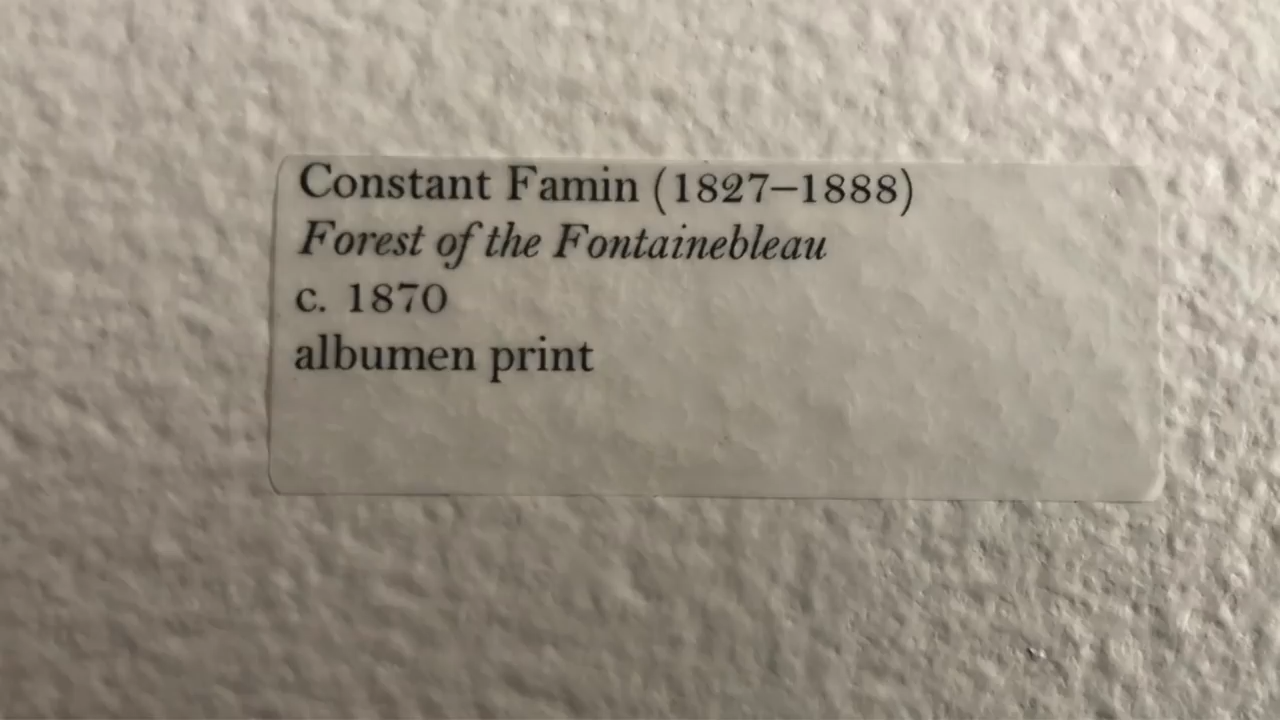 Constant Famin (1827–1888)
Forest of the Fontainebleau
c. 1870
albumen print